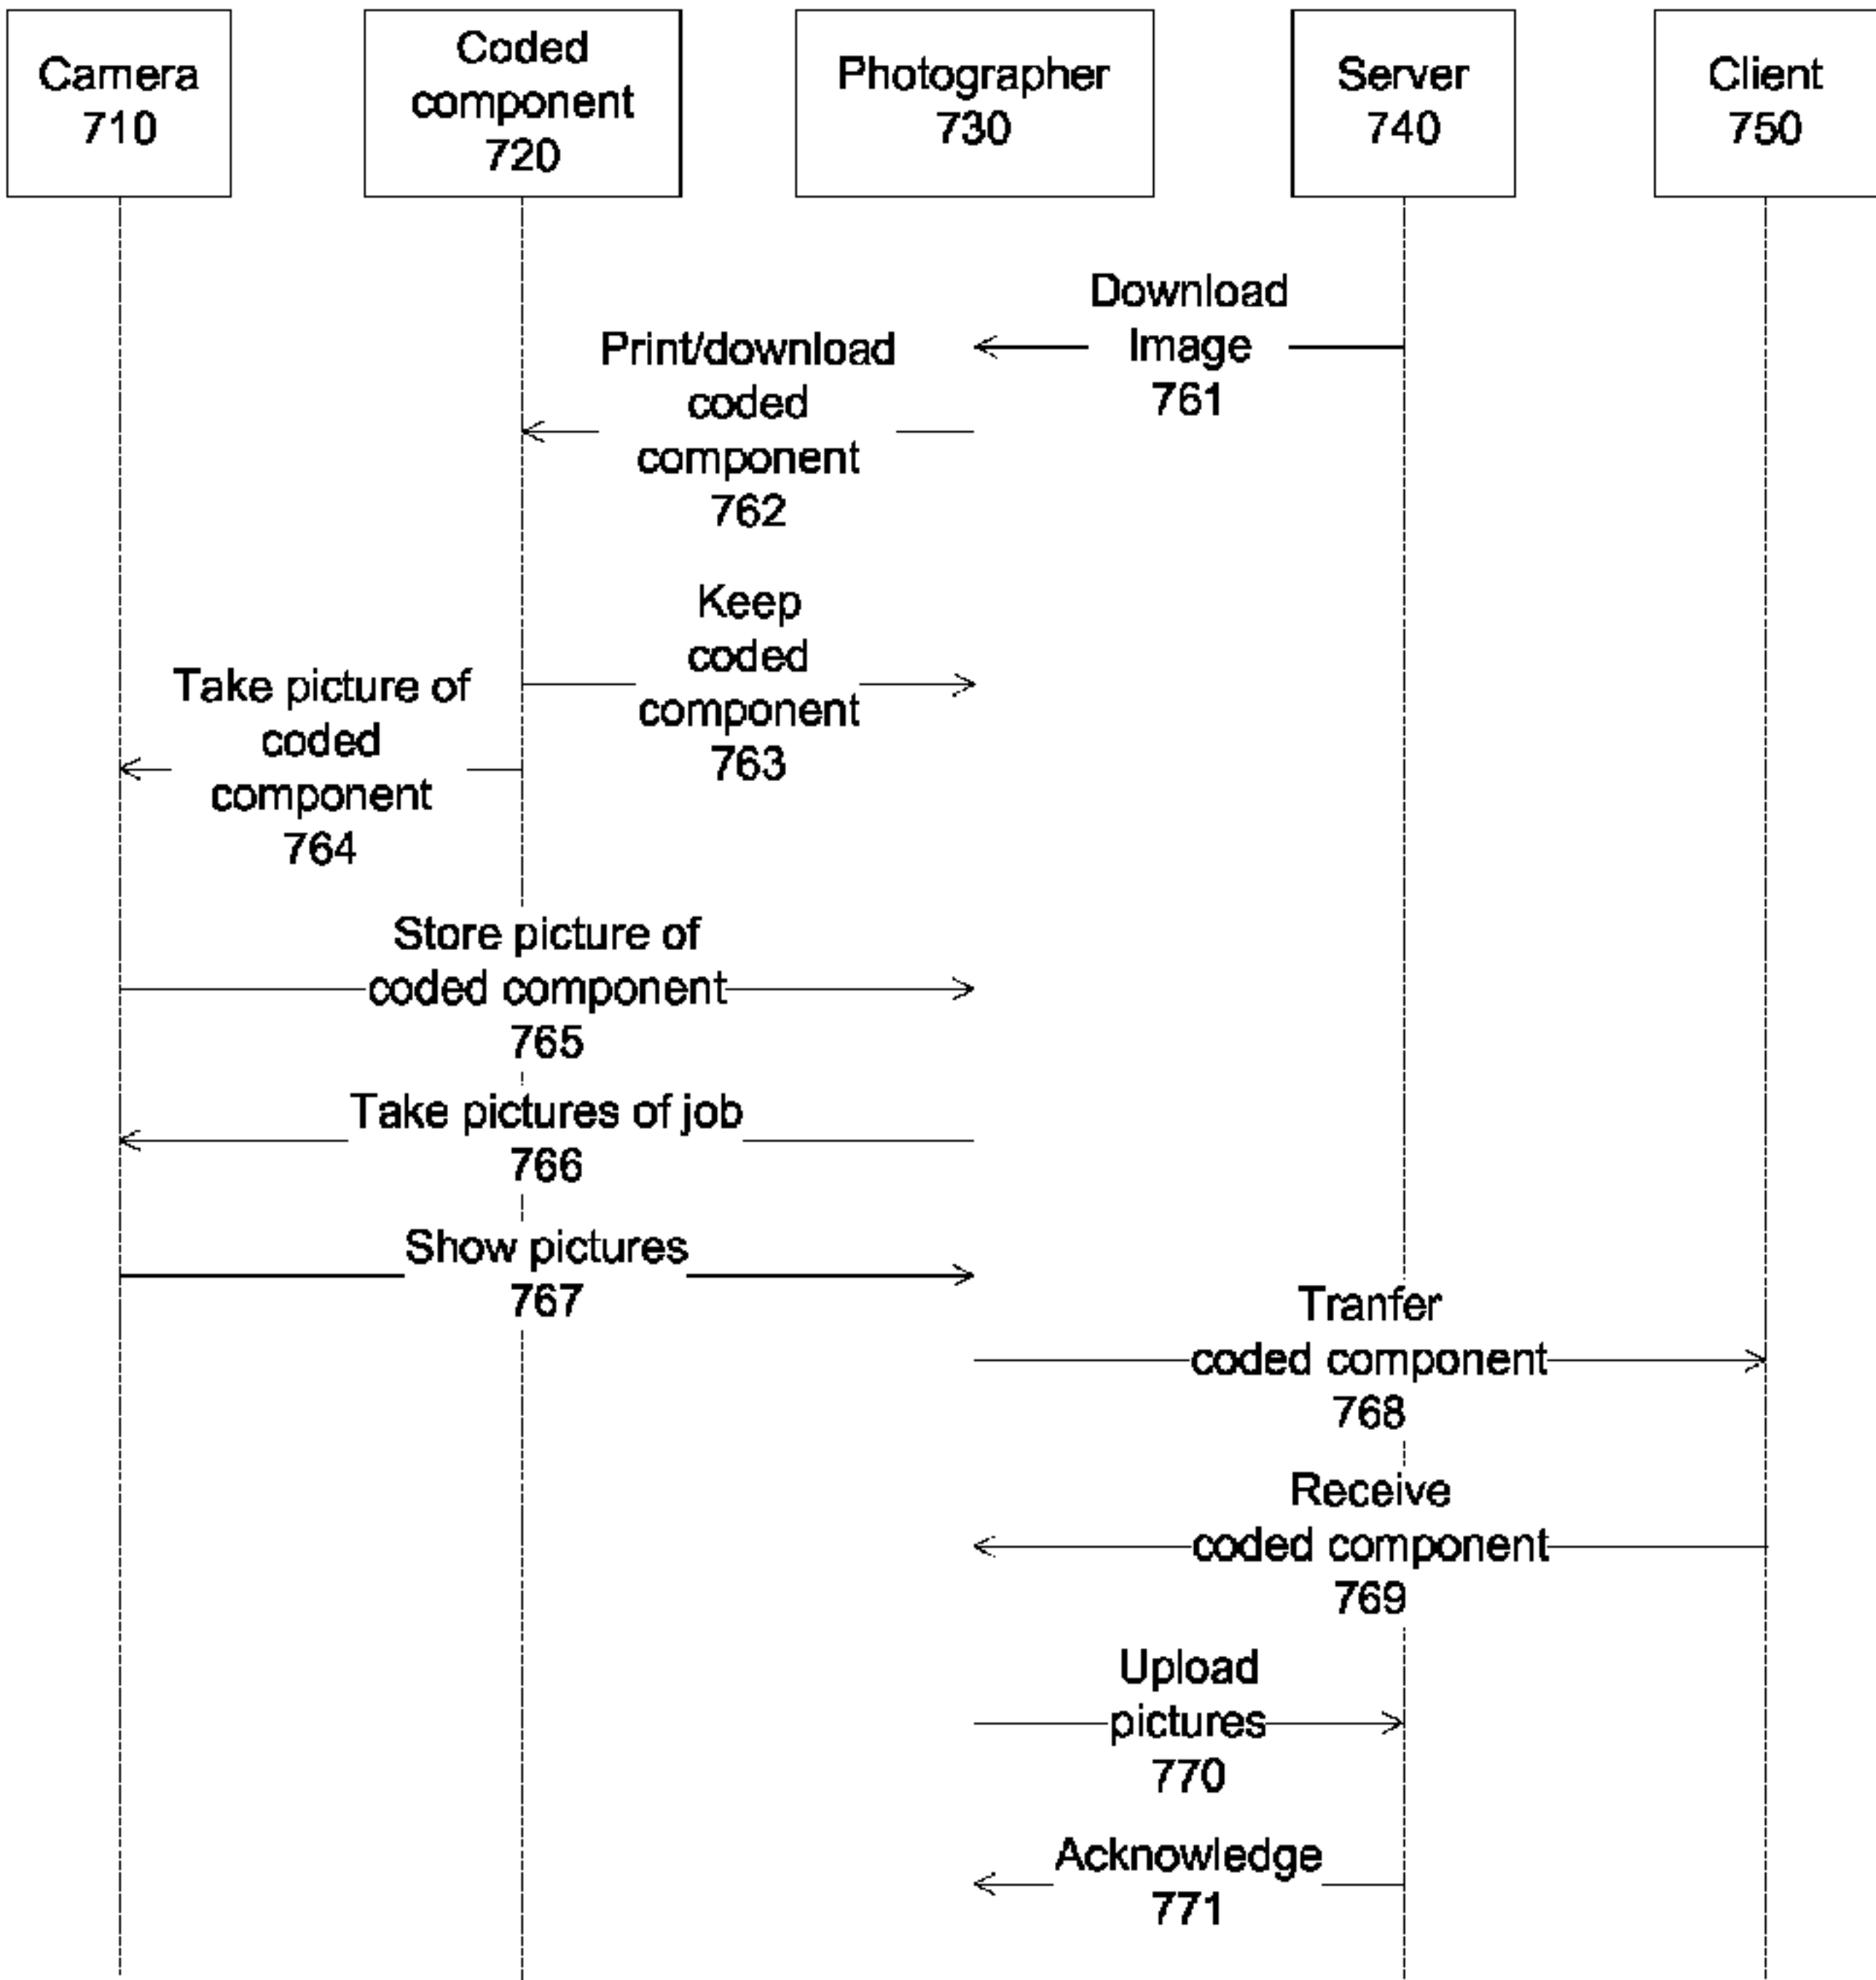 Camera
710
Coded
component
720
Photographer
730
Server
740
Client
750
Download
Image
761
Print/download
coded
component
762
Keep
coded
component
763
Take picture of
coded
component
764
Store picture of
coded component
765
Take pictures of job
766
Show pictures
767
Tranfer
coded component
768
Receive
coded component
769
Upload
pictures
770
Acknowledge
771